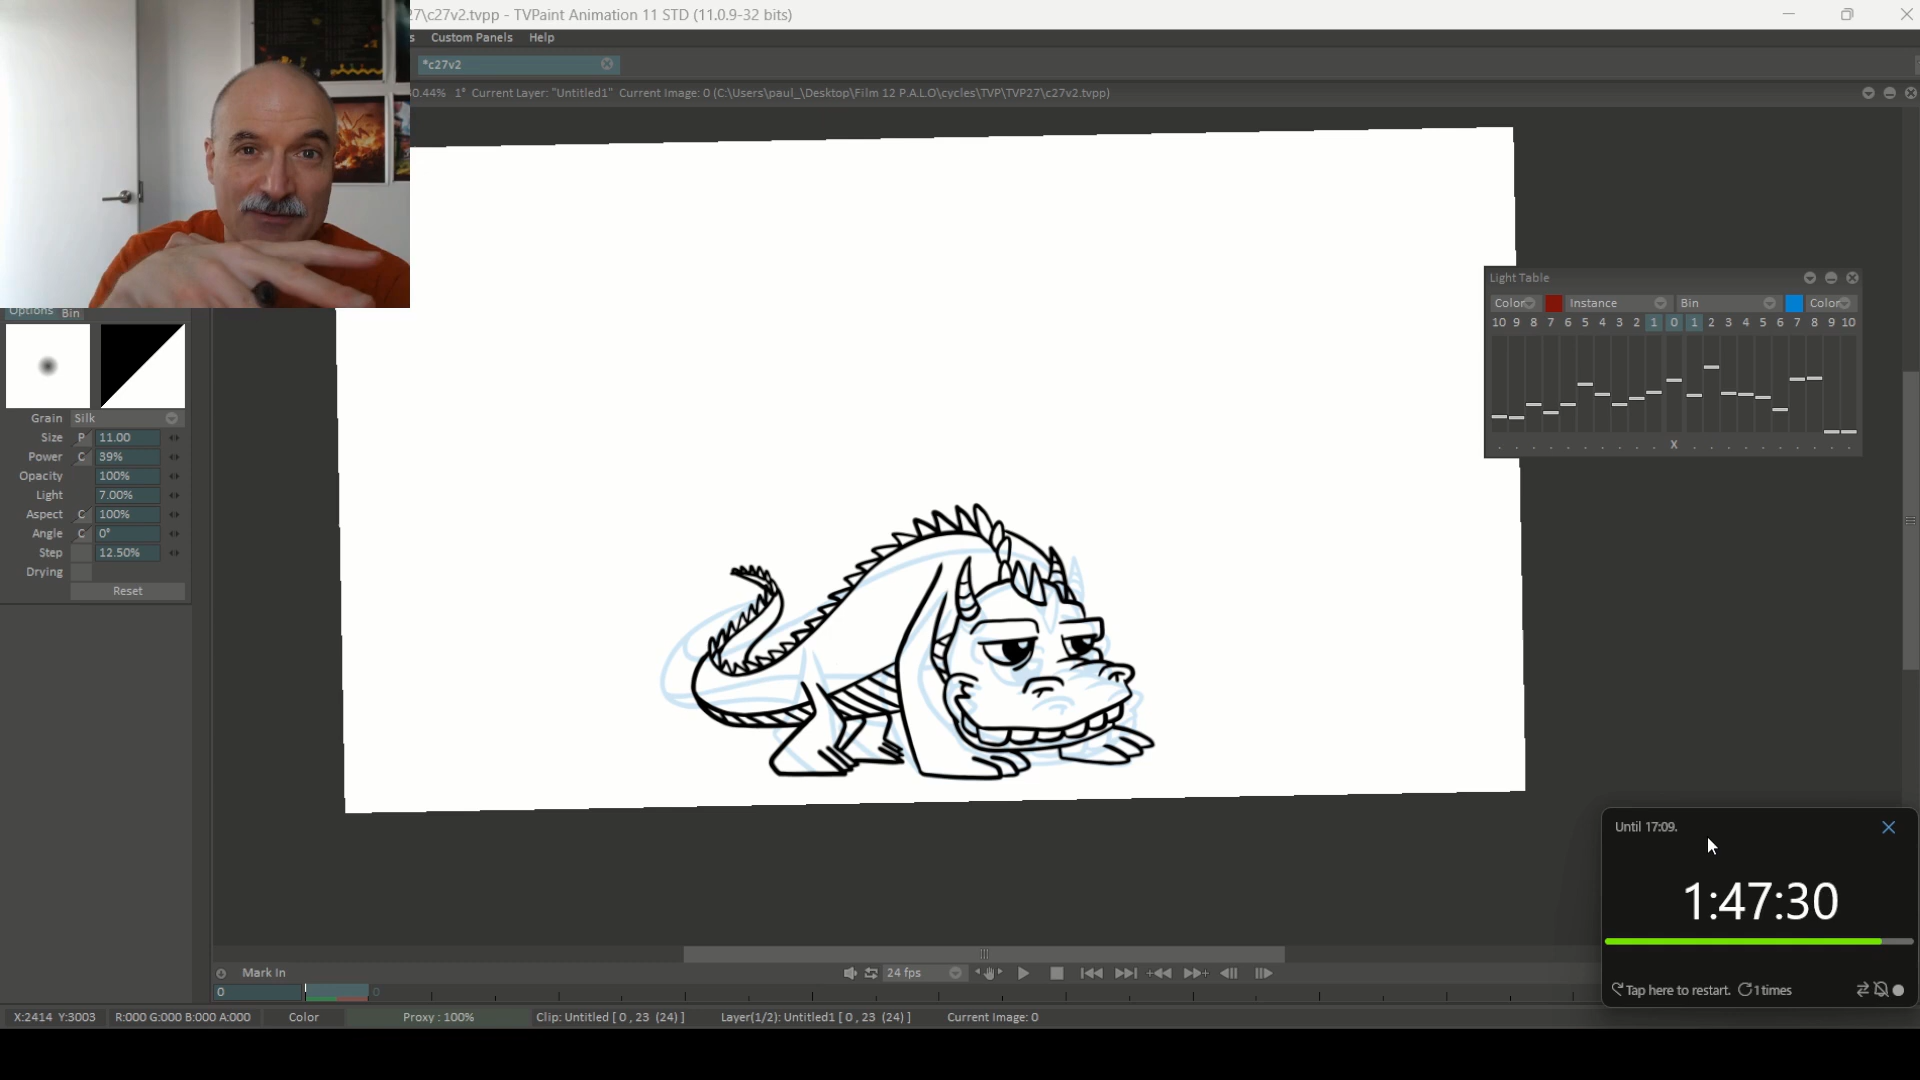 27\c27v2.tvpp - TVPaint Animation 11 STD (11.0.9-32 bits)
s Custom Panels Help
*c27v2
0.44% 1° Current Layer: "Untitled1" Current Image: 0 (C:\Users\paul_\Desktop\Film 12 P.A.L.O\cycles\TVP\TVP27\c27v2.tvpp)
Light Table
Color Instance Bin Color
10 9 8 7 6 5 4 3 2 1 0 1 2 3 4 5 6 7 8 9 10
X
Options Bin
Grain Silk
Size P 11.00
Power C 39%
Opacity 100%
Light 7.00%
Aspect C 100%
Angle C 0°
Step 12.50%
Drying
Reset
Until 17:09.
1:47:30
Tap here to restart. 1times
Mark In
24 fps
0 0
X:2414 Y:3003 R:000 G:000 B:000 A:000 Color Proxy : 100% Clip: Untitled [ 0 , 23 (24) ] Layer(1/2): Untitled1 [ 0 , 23 (24) ] Current Image: 0